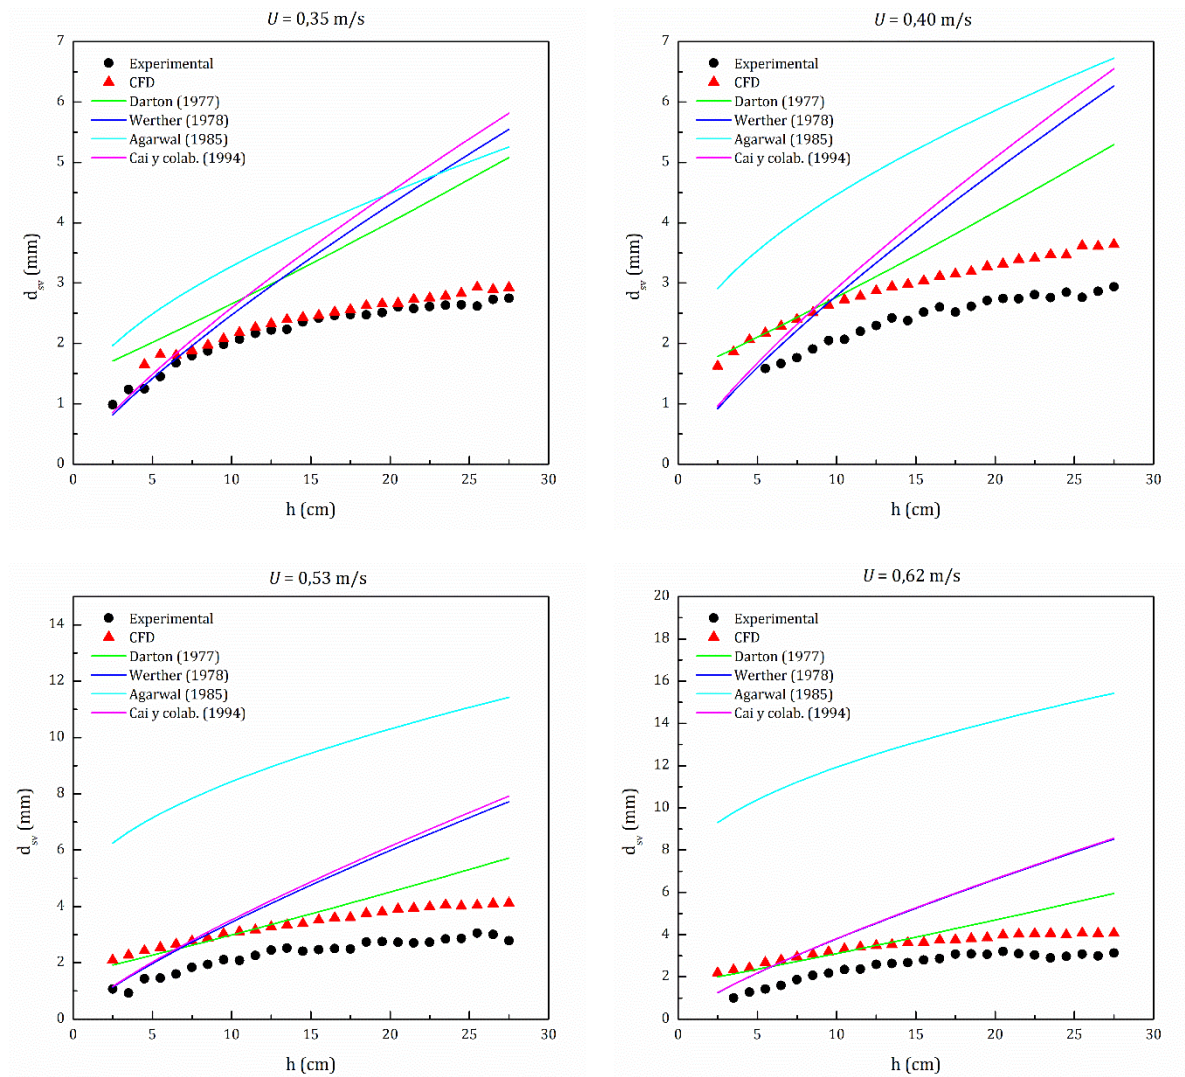 U = 0,35 m/s
7
6
5
4
3
2
1
0
Experimental
CFD
Darton (1977)
Werther (1978)
Agarwal (1985)
Cai y colab. (1994)
d_sv (mm)
0 5 10 15 20 25 30
h (cm)
U = 0,40 m/s
7
6
5
4
3
2
1
0
Experimental
CFD
Darton (1977)
Werther (1978)
Agarwal (1985)
Cai y colab. (1994)
d_sv (mm)
0 5 10 15 20 25 30
h (cm)
U = 0,53 m/s
14
12
10
8
6
4
2
0
Experimental
CFD
Darton (1977)
Werther (1978)
Agarwal (1985)
Cai y colab. (1994)
d_sv (mm)
0 5 10 15 20 25 30
h (cm)
U = 0,62 m/s
20
18
16
14
12
10
8
6
4
2
0
Experimental
CFD
Darton (1977)
Werther (1978)
Agarwal (1985)
Cai y colab. (1994)
d_sv (mm)
0 5 10 15 20 25 30
h (cm)